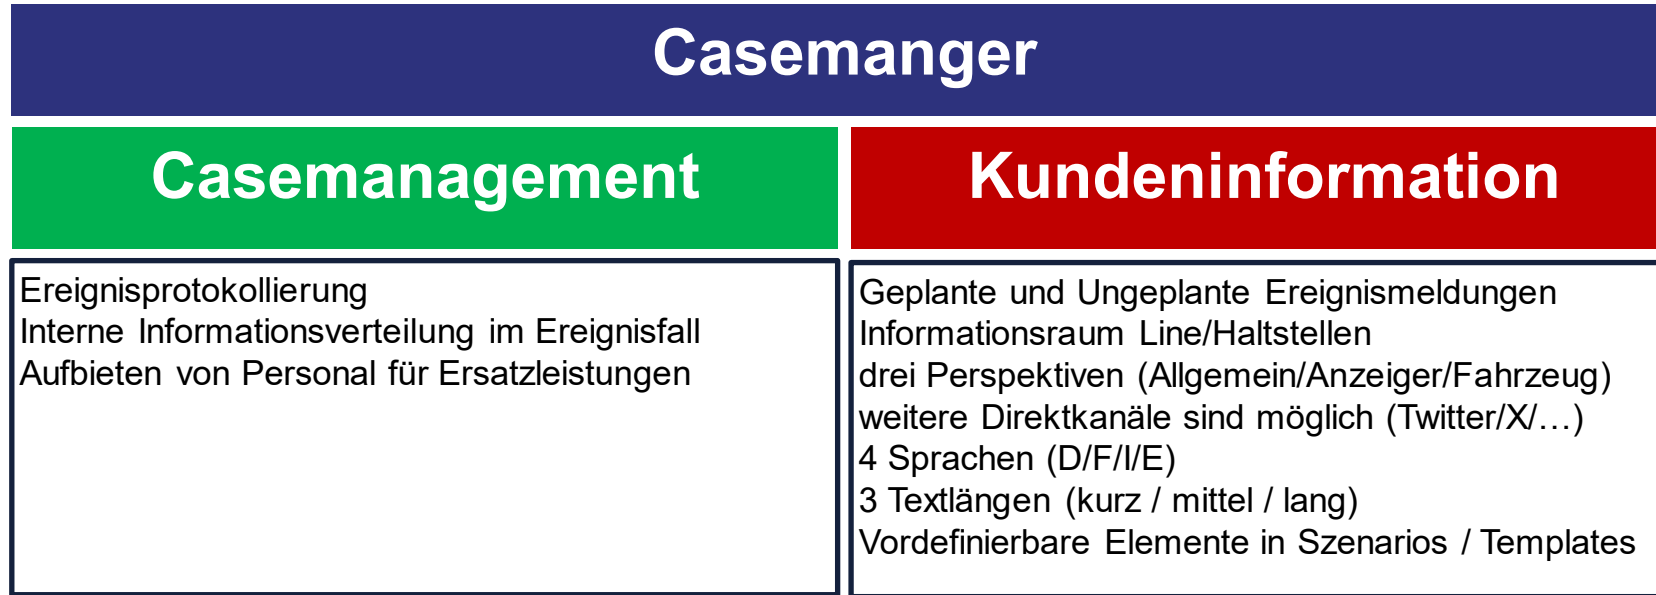 Casemanger
Casemanagement
Ereignisprotokollierung
Interne Informationsverteilung im Ereignisfall
Aufbieten von Personal für Ersatzleistungen
Kundeninformation
Geplante und Ungeplante Ereignismeldungen
Informationsraum Line/Haltstellen
drei Perspektiven (Allgemein/Anzeiger/Fahrzeug)
weitere Direktkanäle sind möglich (Twitter/X/…)
4 Sprachen (D/F/I/E)
3 Textlängen (kurz / mittel / lang)
Vordefinierbare Elemente in Szenarios / Templates